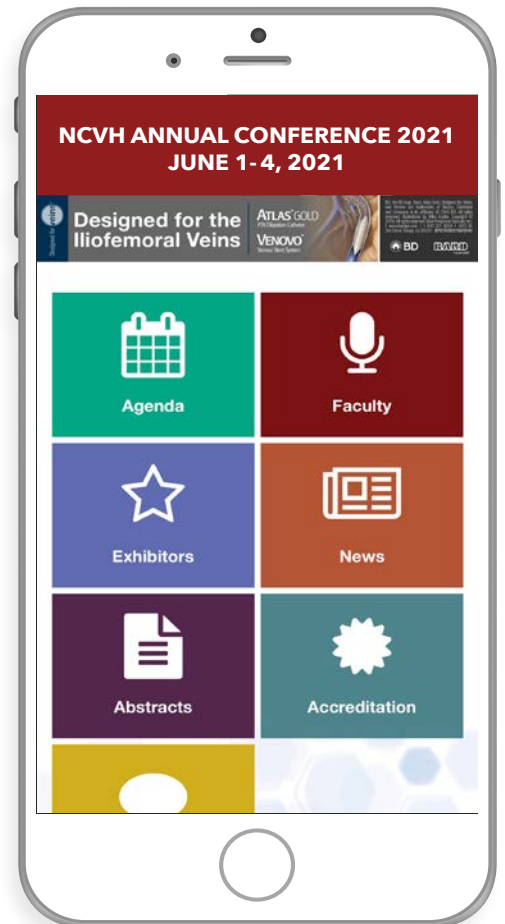 NCVH ANNUAL CONFERENCE 2021
JUNE 1-4, 2021
Designed for the
Iliofemoral Veins
ATLAS GOLD
VENOVO
BD
BARD
Agenda
Faculty
Exhibitors
News
Abstracts
Accreditation